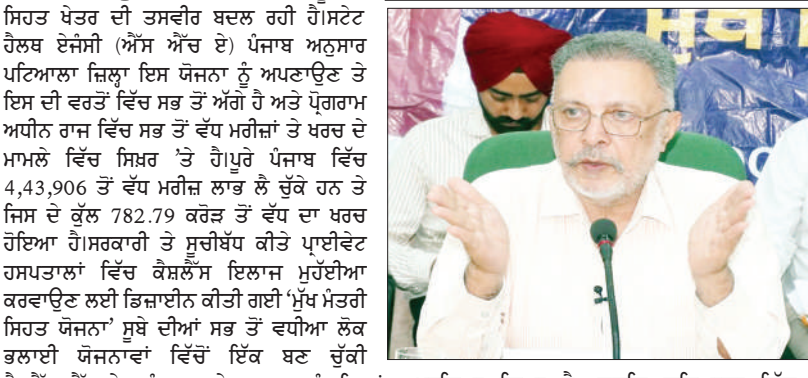 ਸਿਹਤ ਖੇਤਰ ਦੀ ਤਸਵੀਰ ਬਦਲ ਰਹੀ ਹੈ।ਸਟੇਟ
ਹੈਲਥ ਏਜੰਸੀ (ਐੱਸ ਐੱਚ ਏ) ਪੰਜਾਬ ਅਨੁਸਾਰ
ਪਟਿਆਲਾ ਜ਼ਿਲ੍ਹਾ ਇਸ ਯੋਜਨਾ ਨੂੰ ਅਪਣਾਉਣ ਤੇ
ਇਸ ਦੀ ਵਰਤੋਂ ਵਿੱਚ ਸਭ ਤੋਂ ਅੱਗੇ ਹੈ ਅਤੇ ਪ੍ਰੋਗਰਾਮ
ਅਧੀਨ ਰਾਜ ਵਿੱਚ ਸਭ ਤੋਂ ਵੱਧ ਮਰੀਜ਼ਾਂ ਤੇ ਖਰਚ ਦੇ
ਮਾਮਲੇ ਵਿੱਚ ਸਿਖ਼ਰ ’ਤੇ ਹੈ।ਪੂਰੇ ਪੰਜਾਬ ਵਿੱਚ
4,43,906 ਤੋਂ ਵੱਧ ਮਰੀਜ਼ ਲਾਭ ਲੈ ਚੁੱਕੇ ਹਨ ਤੇ
ਜਿਸ ਦੇ ਕੁੱਲ 782.79 ਕਰੋੜ ਤੋਂ ਵੱਧ ਦਾ ਖਰਚ
ਹੋਇਆ ਹੈ।ਸਰਕਾਰੀ ਤੇ ਸੂਚੀਬੱਧ ਕੀਤੇ ਪ੍ਰਾਈਵੇਟ
ਹਸਪਤਾਲਾਂ ਵਿੱਚ ਕੈਸ਼ਲੈੱਸ ਇਲਾਜ ਮੁਹੱਈਆ
ਕਰਵਾਉਣ ਲਈ ਡਿਜ਼ਾਈਨ ਕੀਤੀ ਗਈ ‘ਮੁੱਖ ਮੰਤਰੀ
ਸਿਹਤ ਯੋਜਨਾ’ ਸੂਬੇ ਦੀਆਂ ਸਭ ਤੋਂ ਵਧੀਆ ਲੋਕ
ਭਲਾਈ ਯੋਜਨਾਵਾਂ ਵਿੱਚੋਂ ਇੱਕ ਬਣ ਚੁੱਕੀ